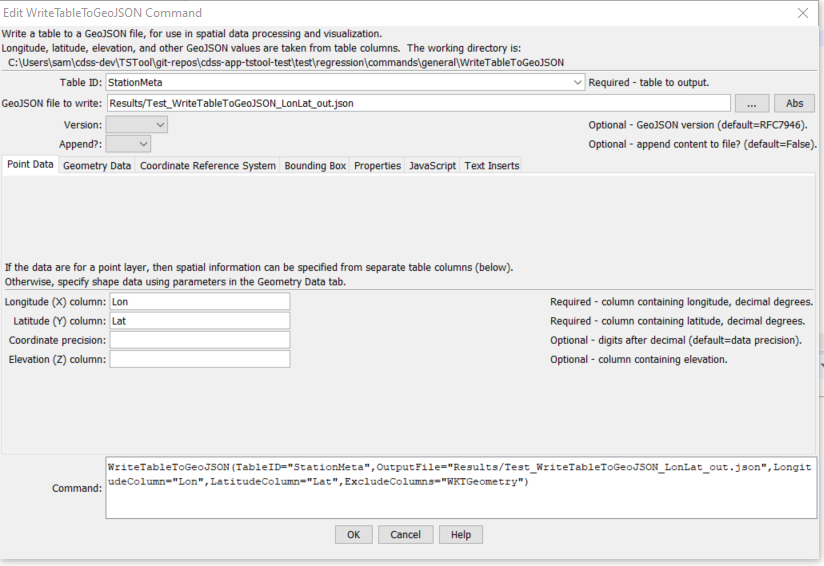 Edit WriteTableToGeoJSON Command
Write a table to a GeoJSON file, for use in spatial data processing and visualization.
Longitude, latitude, elevation, and other GeoJSON values are taken from table columns.  The working directory is:
C:\Users\sam\cdss-dev\TSTool\git-repos\cdss-app-tstool-test\test\regression\commands\general\WriteTableToGeoJSON
Table ID: StationMeta Required - table to output.
GeoJSON file to write: Results/Test_WriteTableToGeoJSON_LonLat_out.json ... Abs
Version: Optional - GeoJSON version (default=RFC7946).
Append?: Optional - append content to file? (default=False).
Point Data Geometry Data Coordinate Reference System Bounding Box Properties JavaScript Text Inserts
If the data are for a point layer, then spatial information can be specified from separate table columns (below).
Otherwise, specify shape data using parameters in the Geometry Data tab.
Longitude (X) column: Lon Required - column containing longitude, decimal degrees.
Latitude (Y) column: Lat Required - column containing latitude, decimal degrees.
Coordinate precision: Optional - digits after decimal (default=data precision).
Elevation (Z) column: Optional - column containing elevation.
Command: WriteTableToGeoJSON(TableID="StationMeta",OutputFile="Results/Test_WriteTableToGeoJSON_LonLat_out.json",Longit
udeColumn="Lon",LatitudeColumn="Lat",ExcludeColumns="WKTGeometry")
OK Cancel Help